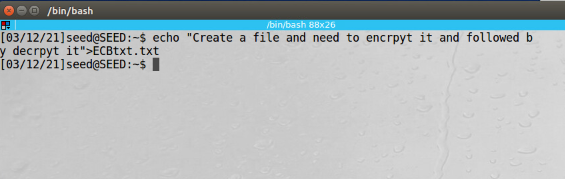 /bin/bash
/bin/bash 88x26
[03/12/21]seed@SEED:~$ echo "Create a file and need to encrpyt it and followed b
y decrpyt it">ECBtxt.txt
[03/12/21]seed@SEED:~$